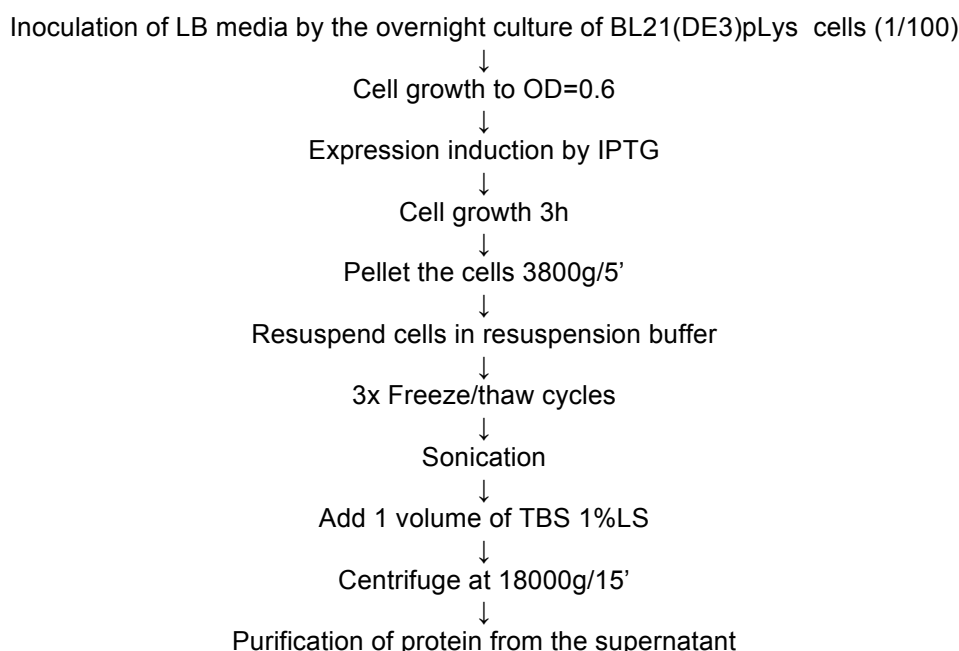 Inoculation of LB media by the overnight culture of BL21(DE3)pLys  cells (1/100)
↓
Cell growth to OD=0.6
↓
Expression induction by IPTG
↓
Cell growth 3h
↓
Pellet the cells 3800g/5’
↓
Resuspend cells in resuspension buffer
↓
3x Freeze/thaw cycles
↓
Sonication
↓
Add 1 volume of TBS 1%LS
↓
Centrifuge at 18000g/15’
↓
Purification of protein from the supernatant